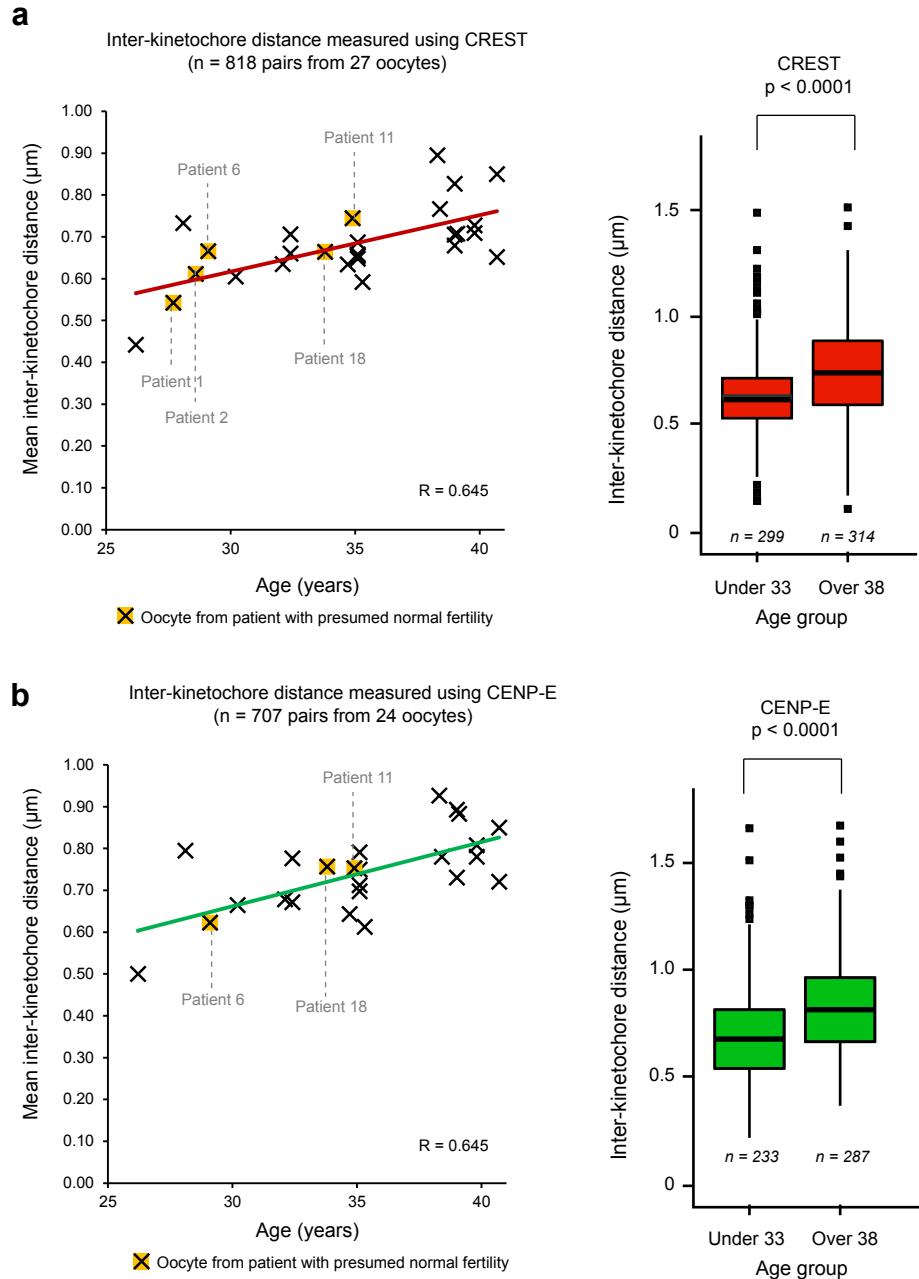 a
Inter-kinetochore distance measured using CREST
(n = 818 pairs from 27 oocytes)
Mean inter-kinetochore distance (µm)
1.00
0.90
0.80
0.70
0.60
0.50
0.40
0.30
0.20
0.10
0.00
Patient 11
Patient 6
Patient 18
Patient 1
Patient 2
R = 0.645
25
30
35
40
Age (years)
Oocyte from patient with presumed normal fertility
CREST
p < 0.0001
Inter-kinetochore distance (µm)
1.5
1.0
0.5
0
n = 299
n = 314
Under 33
Over 38
Age group
b
Inter-kinetochore distance measured using CENP-E
(n = 707 pairs from 24 oocytes)
Mean inter-kinetochore distance (µm)
1.00
0.90
0.80
0.70
0.60
0.50
0.40
0.30
0.20
0.10
0.00
Patient 11
Patient 6
Patient 18
R = 0.645
25
30
35
40
Age (years)
Oocyte from patient with presumed normal fertility
CENP-E
p < 0.0001
Inter-kinetochore distance (µm)
1.5
1.0
0.5
0
n = 233
n = 287
Under 33
Over 38
Age group